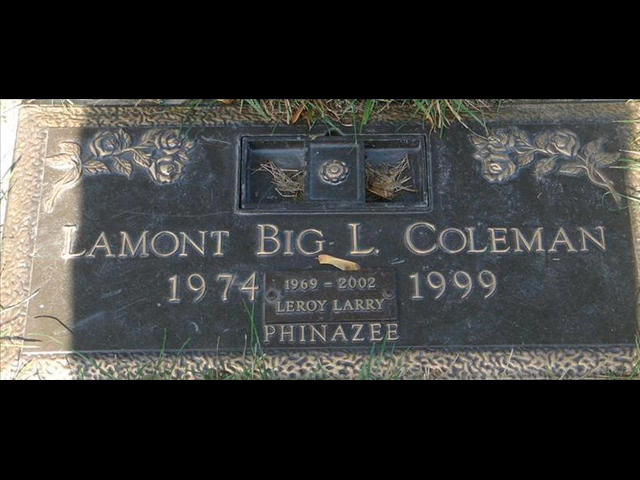 LAMONT BIG L. COLEMAN
1974 1999
1969 - 2002
LEROY LARRY
PHINAZEE